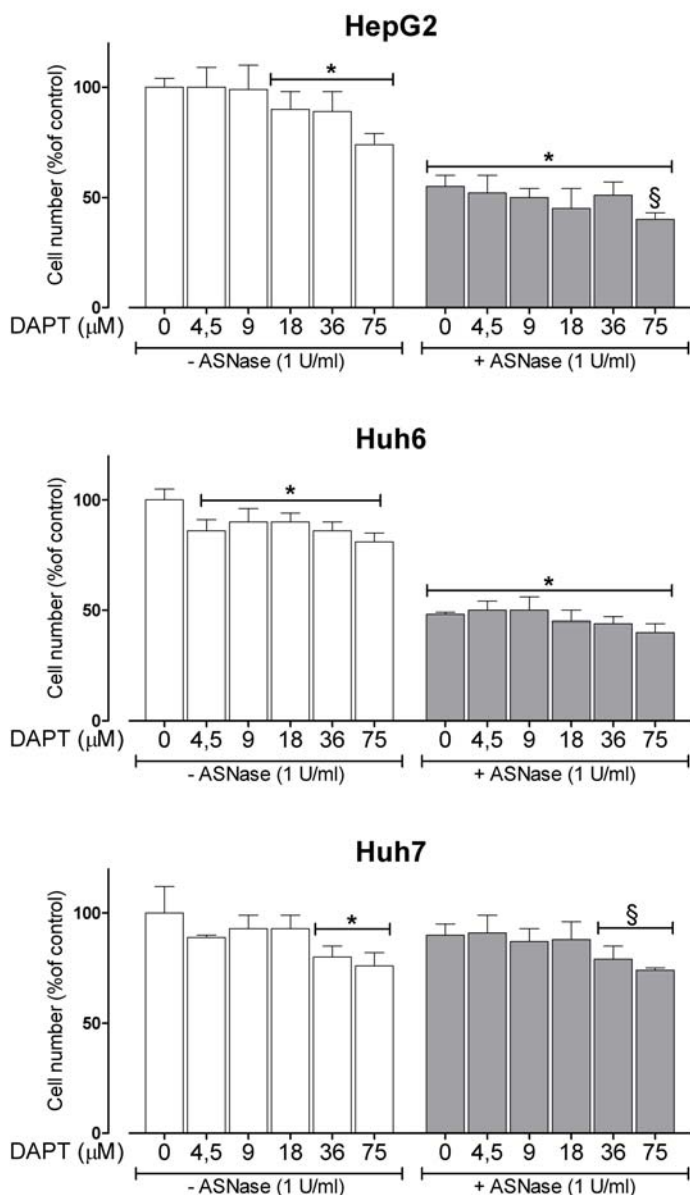 HepG2
Cell number (%of control)
100
50
0
*
*
§
DAPT (μM) 0 4,5 9 18 36 75 0 4,5 9 18 36 75
- ASNase (1 U/ml) + ASNase (1 U/ml)
Huh6
Cell number (%of control)
100
50
0
*
*
DAPT (μM) 0 4,5 9 18 36 75 0 4,5 9 18 36 75
- ASNase (1 U/ml) + ASNase (1 U/ml)
Huh7
Cell number (%of control)
100
50
0
*
§
DAPT (μM) 0 4,5 9 18 36 75 0 4,5 9 18 36 75
- ASNase (1 U/ml) + ASNase (1 U/ml)